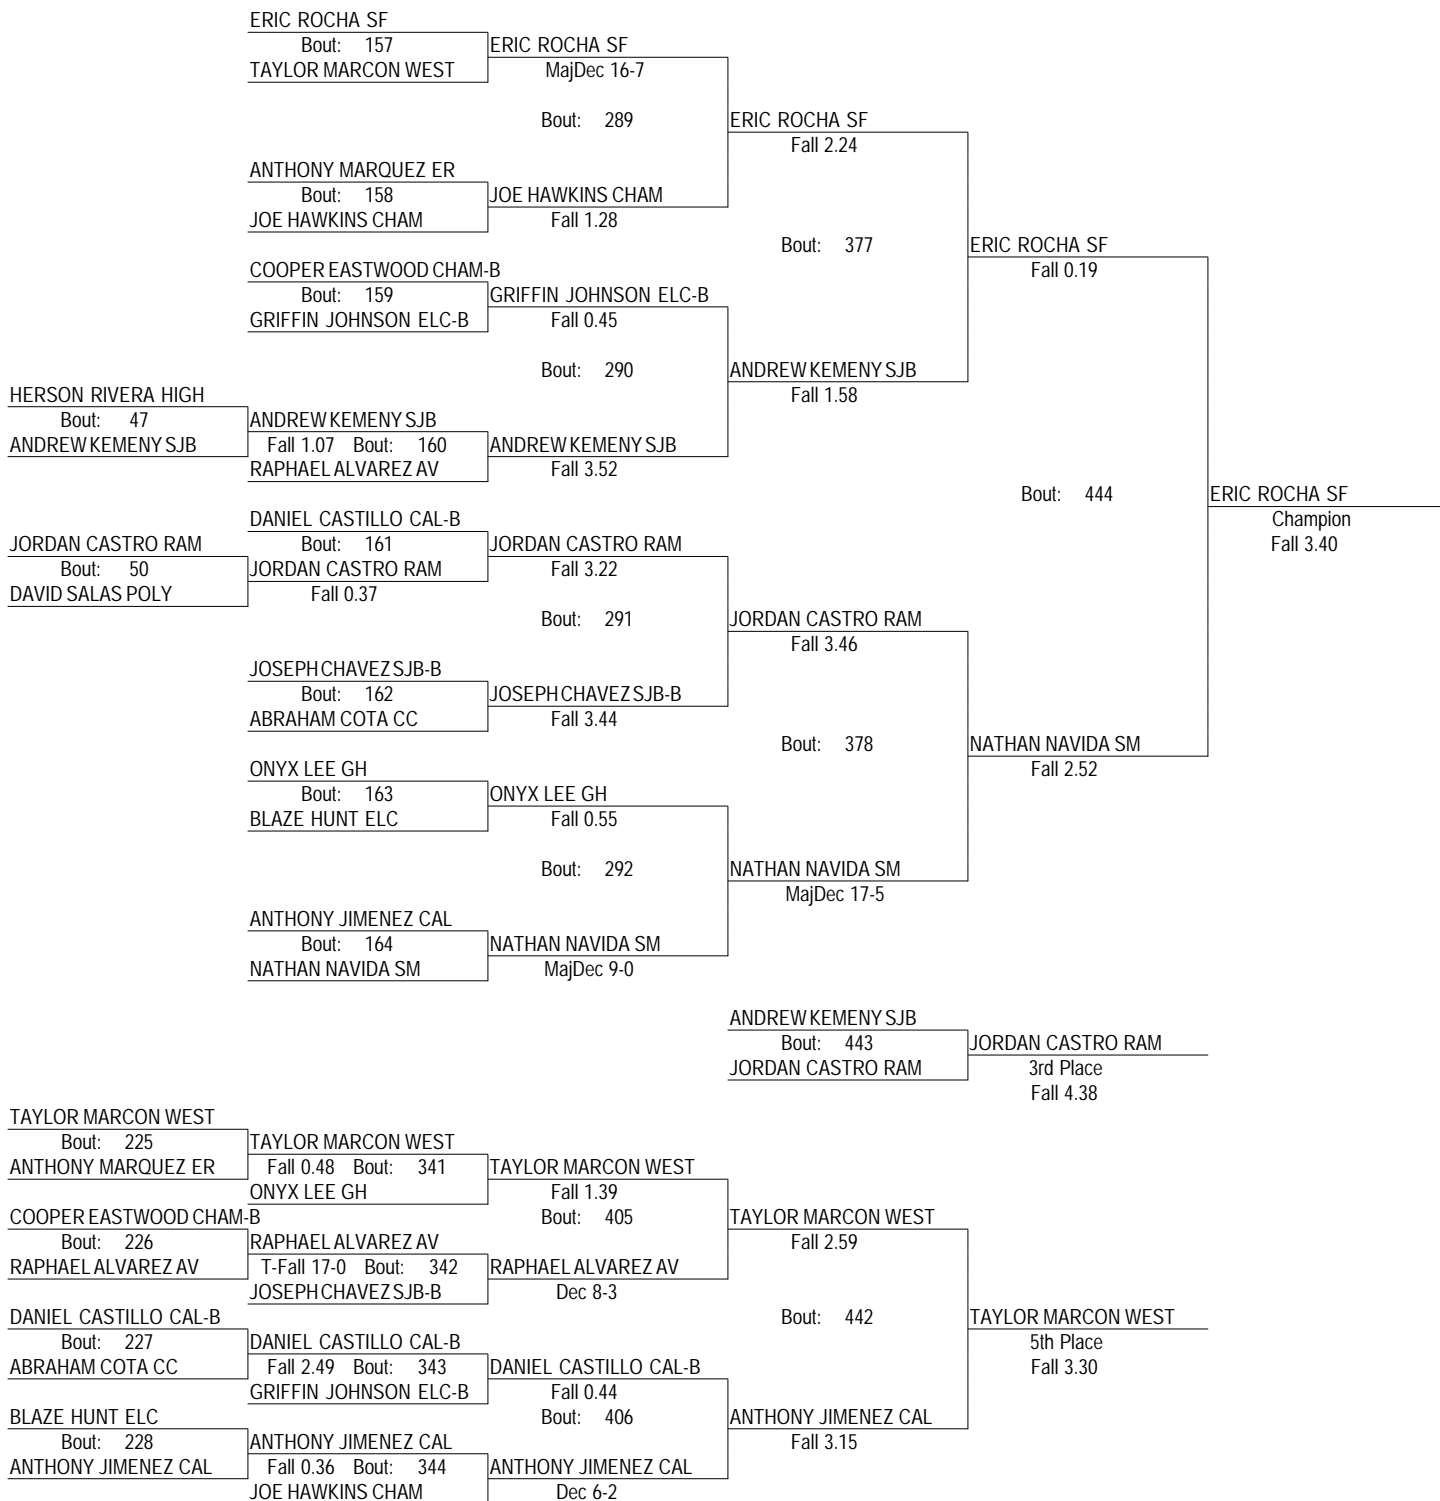 ERIC ROCHA SF
Bout: 157 ERIC ROCHA SF
TAYLOR MARCON WEST MajDec 16-7
Bout: 289 ERIC ROCHA SF
Fall 2.24
ANTHONY MARQUEZ ER
Bout: 158 JOE HAWKINS CHAM
JOE HAWKINS CHAM Fall 1.28
Bout: 377 ERIC ROCHA SF
COOPER EASTWOOD CHAM-B Fall 0.19
Bout: 159 GRIFFIN JOHNSON ELC-B
GRIFFIN JOHNSON ELC-B Fall 0.45
Bout: 290 ANDREW KEMENY SJB
HERSON RIVERA HIGH Fall 1.58
Bout: 47 ANDREW KEMENY SJB
ANDREW KEMENY SJB Fall 1.07 Bout: 160 ANDREW KEMENY SJB
RAPHAEL ALVAREZ AV Fall 3.52
Bout: 444 ERIC ROCHA SF
DANIEL CASTILLO CAL-B Champion
JORDAN CASTRO RAM Bout: 161 JORDAN CASTRO RAM Fall 3.40
Bout: 50 JORDAN CASTRO RAM Fall 3.22
DAVID SALAS POLY Fall 0.37
Bout: 291 JORDAN CASTRO RAM
Fall 3.46
JOSEPH CHAVEZ SJB-B
Bout: 162 JOSEPH CHAVEZ SJB-B
ABRAHAM COTA CC Fall 3.44
Bout: 378 NATHAN NAVIDA SM
ONYX LEE GH Fall 2.52
Bout: 163 ONYX LEE GH
BLAZE HUNT ELC Fall 0.55
Bout: 292 NATHAN NAVIDA SM
MajDec 17-5
ANTHONY JIMENEZ CAL
Bout: 164 NATHAN NAVIDA SM
NATHAN NAVIDA SM MajDec 9-0
ANDREW KEMENY SJB
Bout: 443 JORDAN CASTRO RAM
JORDAN CASTRO RAM 3rd Place
Fall 4.38
TAYLOR MARCON WEST
Bout: 225 TAYLOR MARCON WEST
ANTHONY MARQUEZ ER Fall 0.48 Bout: 341 TAYLOR MARCON WEST
ONYX LEE GH Fall 1.39
COOPER EASTWOOD CHAM-B Bout: 405 TAYLOR MARCON WEST
Bout: 226 RAPHAEL ALVAREZ AV Fall 2.59
RAPHAEL ALVAREZ AV T-Fall 17-0 Bout: 342 RAPHAEL ALVAREZ AV
JOSEPH CHAVEZ SJB-B Dec 8-3
DANIEL CASTILLO CAL-B Bout: 442 TAYLOR MARCON WEST
Bout: 227 DANIEL CASTILLO CAL-B 5th Place
ABRAHAM COTA CC Fall 2.49 Bout: 343 DANIEL CASTILLO CAL-B Fall 3.30
GRIFFIN JOHNSON ELC-B Fall 0.44
BLAZE HUNT ELC Bout: 406 ANTHONY JIMENEZ CAL
Bout: 228 ANTHONY JIMENEZ CAL Fall 3.15
ANTHONY JIMENEZ CAL Fall 0.36 Bout: 344 ANTHONY JIMENEZ CAL
JOE HAWKINS CHAM Dec 6-2